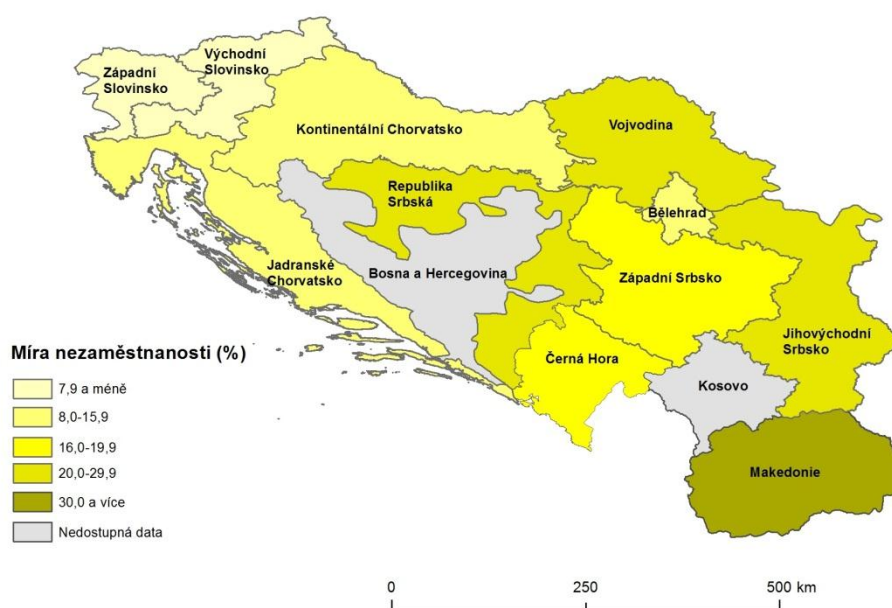 Východní
Slovinsko
Západní
Slovinsko
Kontinentální Chorvatsko
Vojvodina
Republika
Srbská
Bělehrad
Bosna a Hercegovina
Jadranské
Chorvatsko
Západní Srbsko
Jihovýchodní
Srbsko
Černá Hora
Kosovo
Makedonie
Míra nezaměstnanosti (%)
7,9 a méně
8,0-15,9
16,0-19,9
20,0-29,9
30,0 a více
Nedostupná data
0 250 500 km